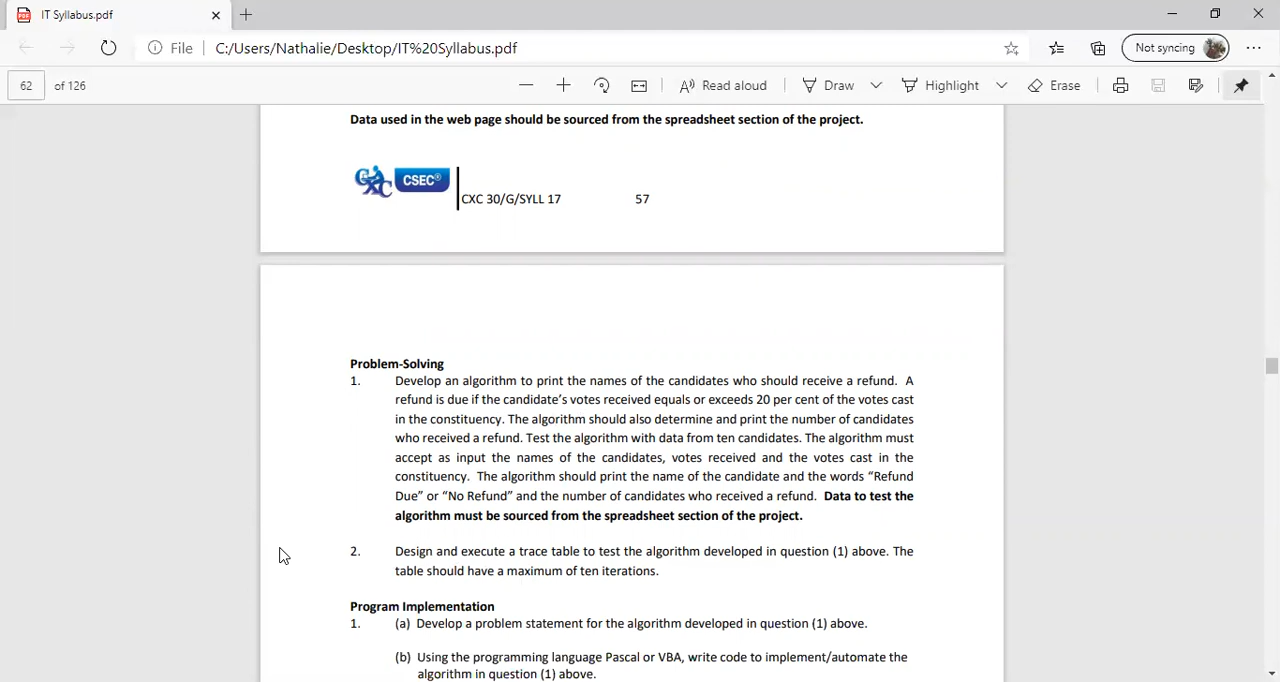 IT Syllabus.pdf
File C:/Users/Nathalie/Desktop/IT%20Syllabus.pdf Not syncing
62 of 126 Read aloud Draw Highlight Erase
Data used in the web page should be sourced from the spreadsheet section of the project.
CXC CSEC®
CXC 30/G/SYLL 17 57
Problem-Solving
1. Develop an algorithm to print the names of the candidates who should receive a refund. A
refund is due if the candidate's votes received equals or exceeds 20 per cent of the votes cast
in the constituency. The algorithm should also determine and print the number of candidates
who received a refund. Test the algorithm with data from ten candidates. The algorithm must
accept as input the names of the candidates, votes received and the votes cast in the
constituency. The algorithm should print the name of the candidate and the words “Refund
Due” or “No Refund” and the number of candidates who received a refund. Data to test the
algorithm must be sourced from the spreadsheet section of the project.
2. Design and execute a trace table to test the algorithm developed in question (1) above. The
table should have a maximum of ten iterations.
Program Implementation
1. (a) Develop a problem statement for the algorithm developed in question (1) above.
(b) Using the programming language Pascal or VBA, write code to implement/automate the
algorithm in question (1) above.